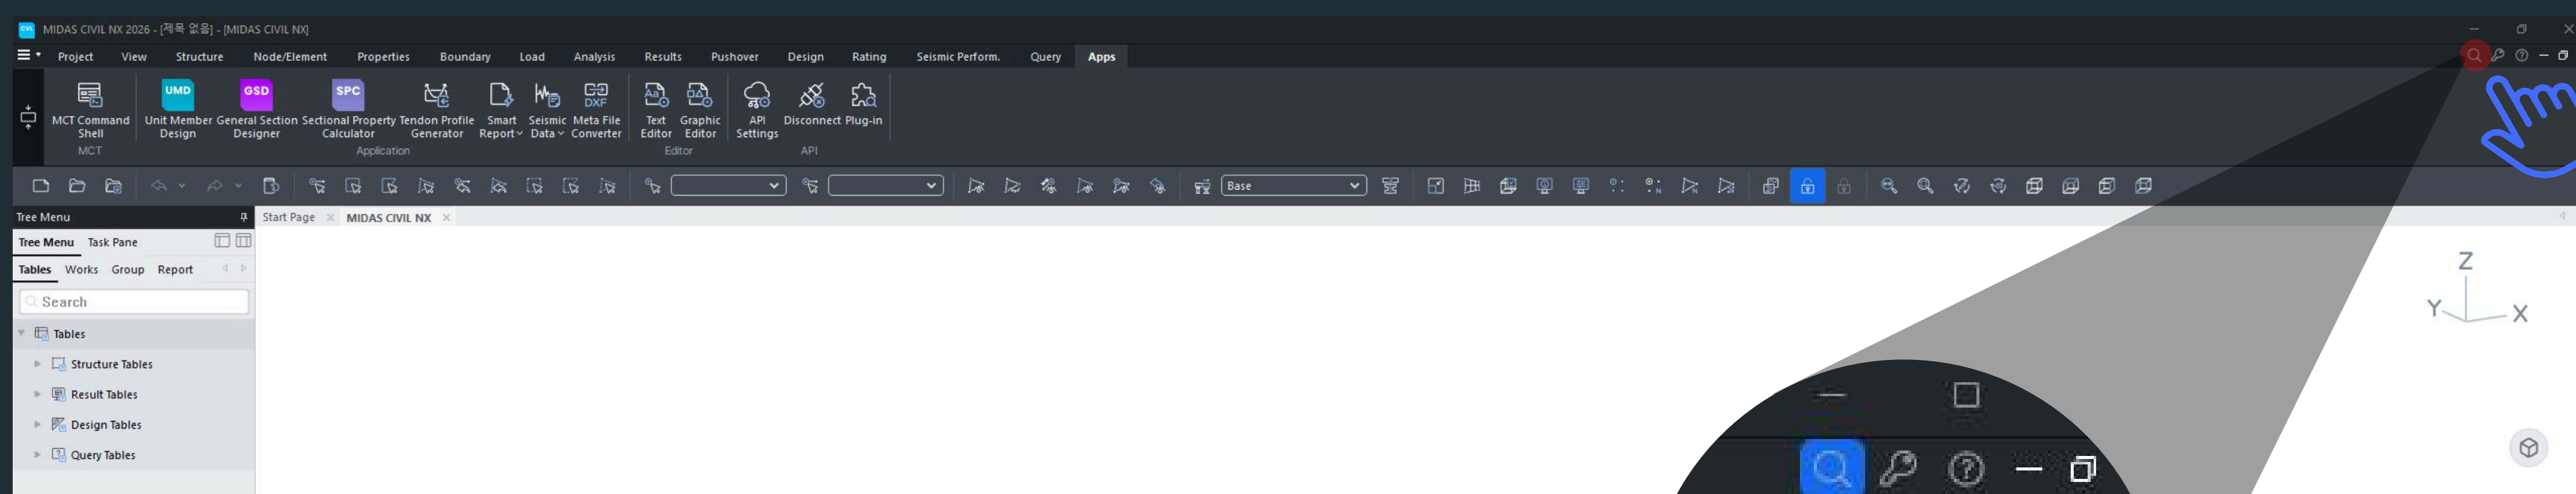 CVL MIDAS CIVIL NX 2026 - [제목 없음] - [MIDAS CIVIL NX]
Project View Structure Node/Element Properties Boundary Load Analysis Results Pushover Design Rating Seismic Perform. Query Apps
UMD GSD SPC DXF
MCT Command Unit Member General Section Sectional Property Tendon Profile Smart Seismic Meta File Text Graphic API Disconnect Plug-in
Shell Design Designer Calculator Generator Report Data Converter Editor Editor Settings
MCT Application Editor API
Base
Tree Menu Start Page MIDAS CIVIL NX
Tree Menu Task Pane
Tables Works Group Report
Search
Tables
Structure Tables
Result Tables
Design Tables
Query Tables
Z
Y X